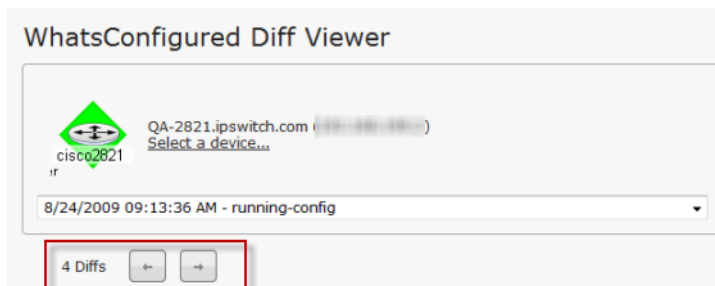 WhatsConfigured Diff Viewer
QA-2821.ipswitch.com ( )
Select a device...
cisco2821
er
8/24/2009 09:13:36 AM - running-config
4 Diffs ← →